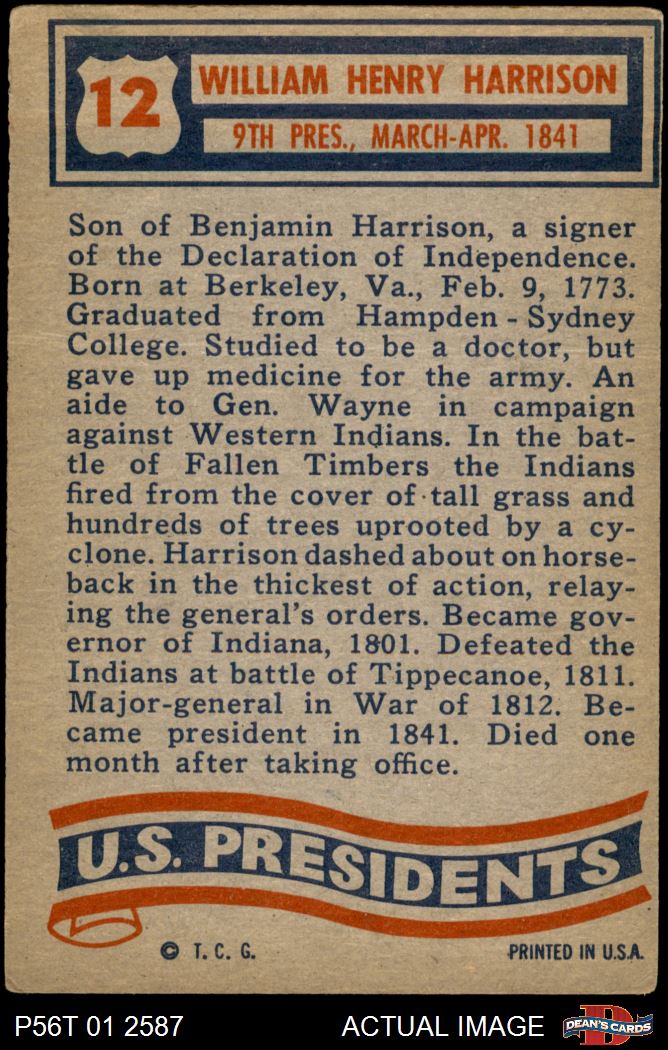 12
WILLIAM HENRY HARRISON
9TH PRES., MARCH-APR. 1841
Son of Benjamin Harrison, a signer
of the Declaration of Independence.
Born at Berkeley, Va., Feb. 9, 1773.
Graduated from Hampden-Sydney
College. Studied to be a doctor, but
gave up medicine for the army. An
aide to Gen. Wayne in campaign
against Western Indians. In the bat-
tle of Fallen Timbers the Indians
fired from the cover of tall grass and
hundreds of trees uprooted by a cy-
clone. Harrison dashed about on horse-
back in the thickest of action, relay-
ing the general's orders. Became gov-
ernor of Indiana, 1801. Defeated the
Indians at battle of Tippecanoe, 1811.
Major-general in War of 1812. Be-
came president in 1841. Died one
month after taking office.
U.S. PRESIDENTS
© T. C. G.
PRINTED IN U.S.A.
P56T 01 2587
ACTUAL IMAGE
D
DEAN'S CARDS